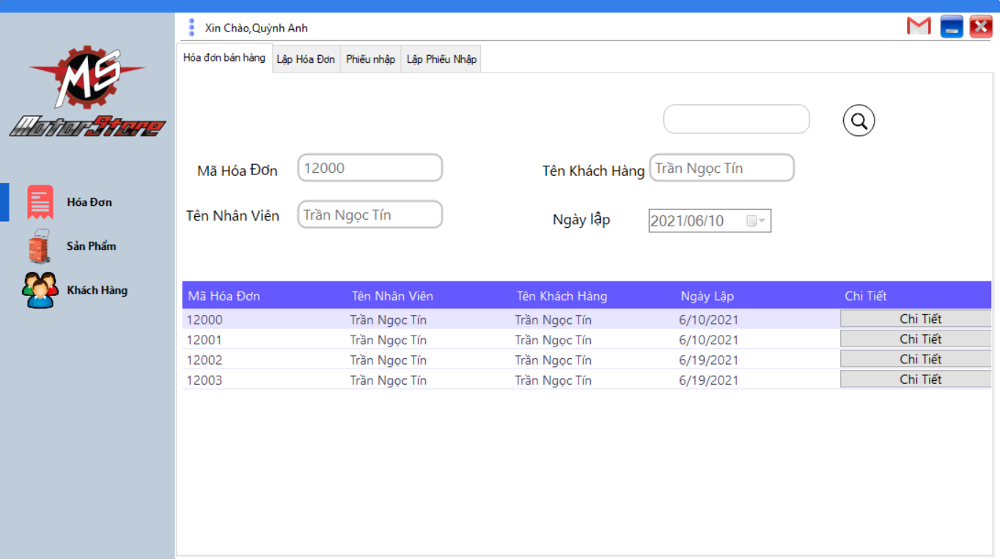 Xin Chào,Quỳnh Anh
MS
MotorStore
Hóa Đơn
Sản Phẩm
Khách Hàng
Hóa đơn bán hàng Lập Hóa Đơn Phiếu nhập Lập Phiếu Nhập
Mã Hóa Đơn 12000 Tên Khách Hàng Trần Ngọc Tín
Tên Nhân Viên Trần Ngọc Tín Ngày lập 2021/06/10
Mã Hóa Đơn Tên Nhân Viên Tên Khách Hàng Ngày Lập Chi Tiết
12000 Trần Ngọc Tín Trần Ngọc Tín 6/10/2021 Chi Tiết
12001 Trần Ngọc Tín Trần Ngọc Tín 6/10/2021 Chi Tiết
12002 Trần Ngọc Tín Trần Ngọc Tín 6/19/2021 Chi Tiết
12003 Trần Ngọc Tín Trần Ngọc Tín 6/19/2021 Chi Tiết